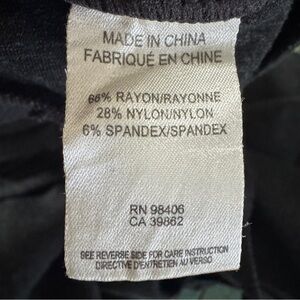 MADE IN CHINA
FABRIQUÉ EN CHINE
66% RAYON/RAYONNE
28% NYLON/NYLON
6% SPANDEX/SPANDEX
RN 98406
CA 39862
SEE REVERSE SIDE FOR CARE INSTRUCTION
DIRECTIVE D'ENTRETIEN AU VERSO